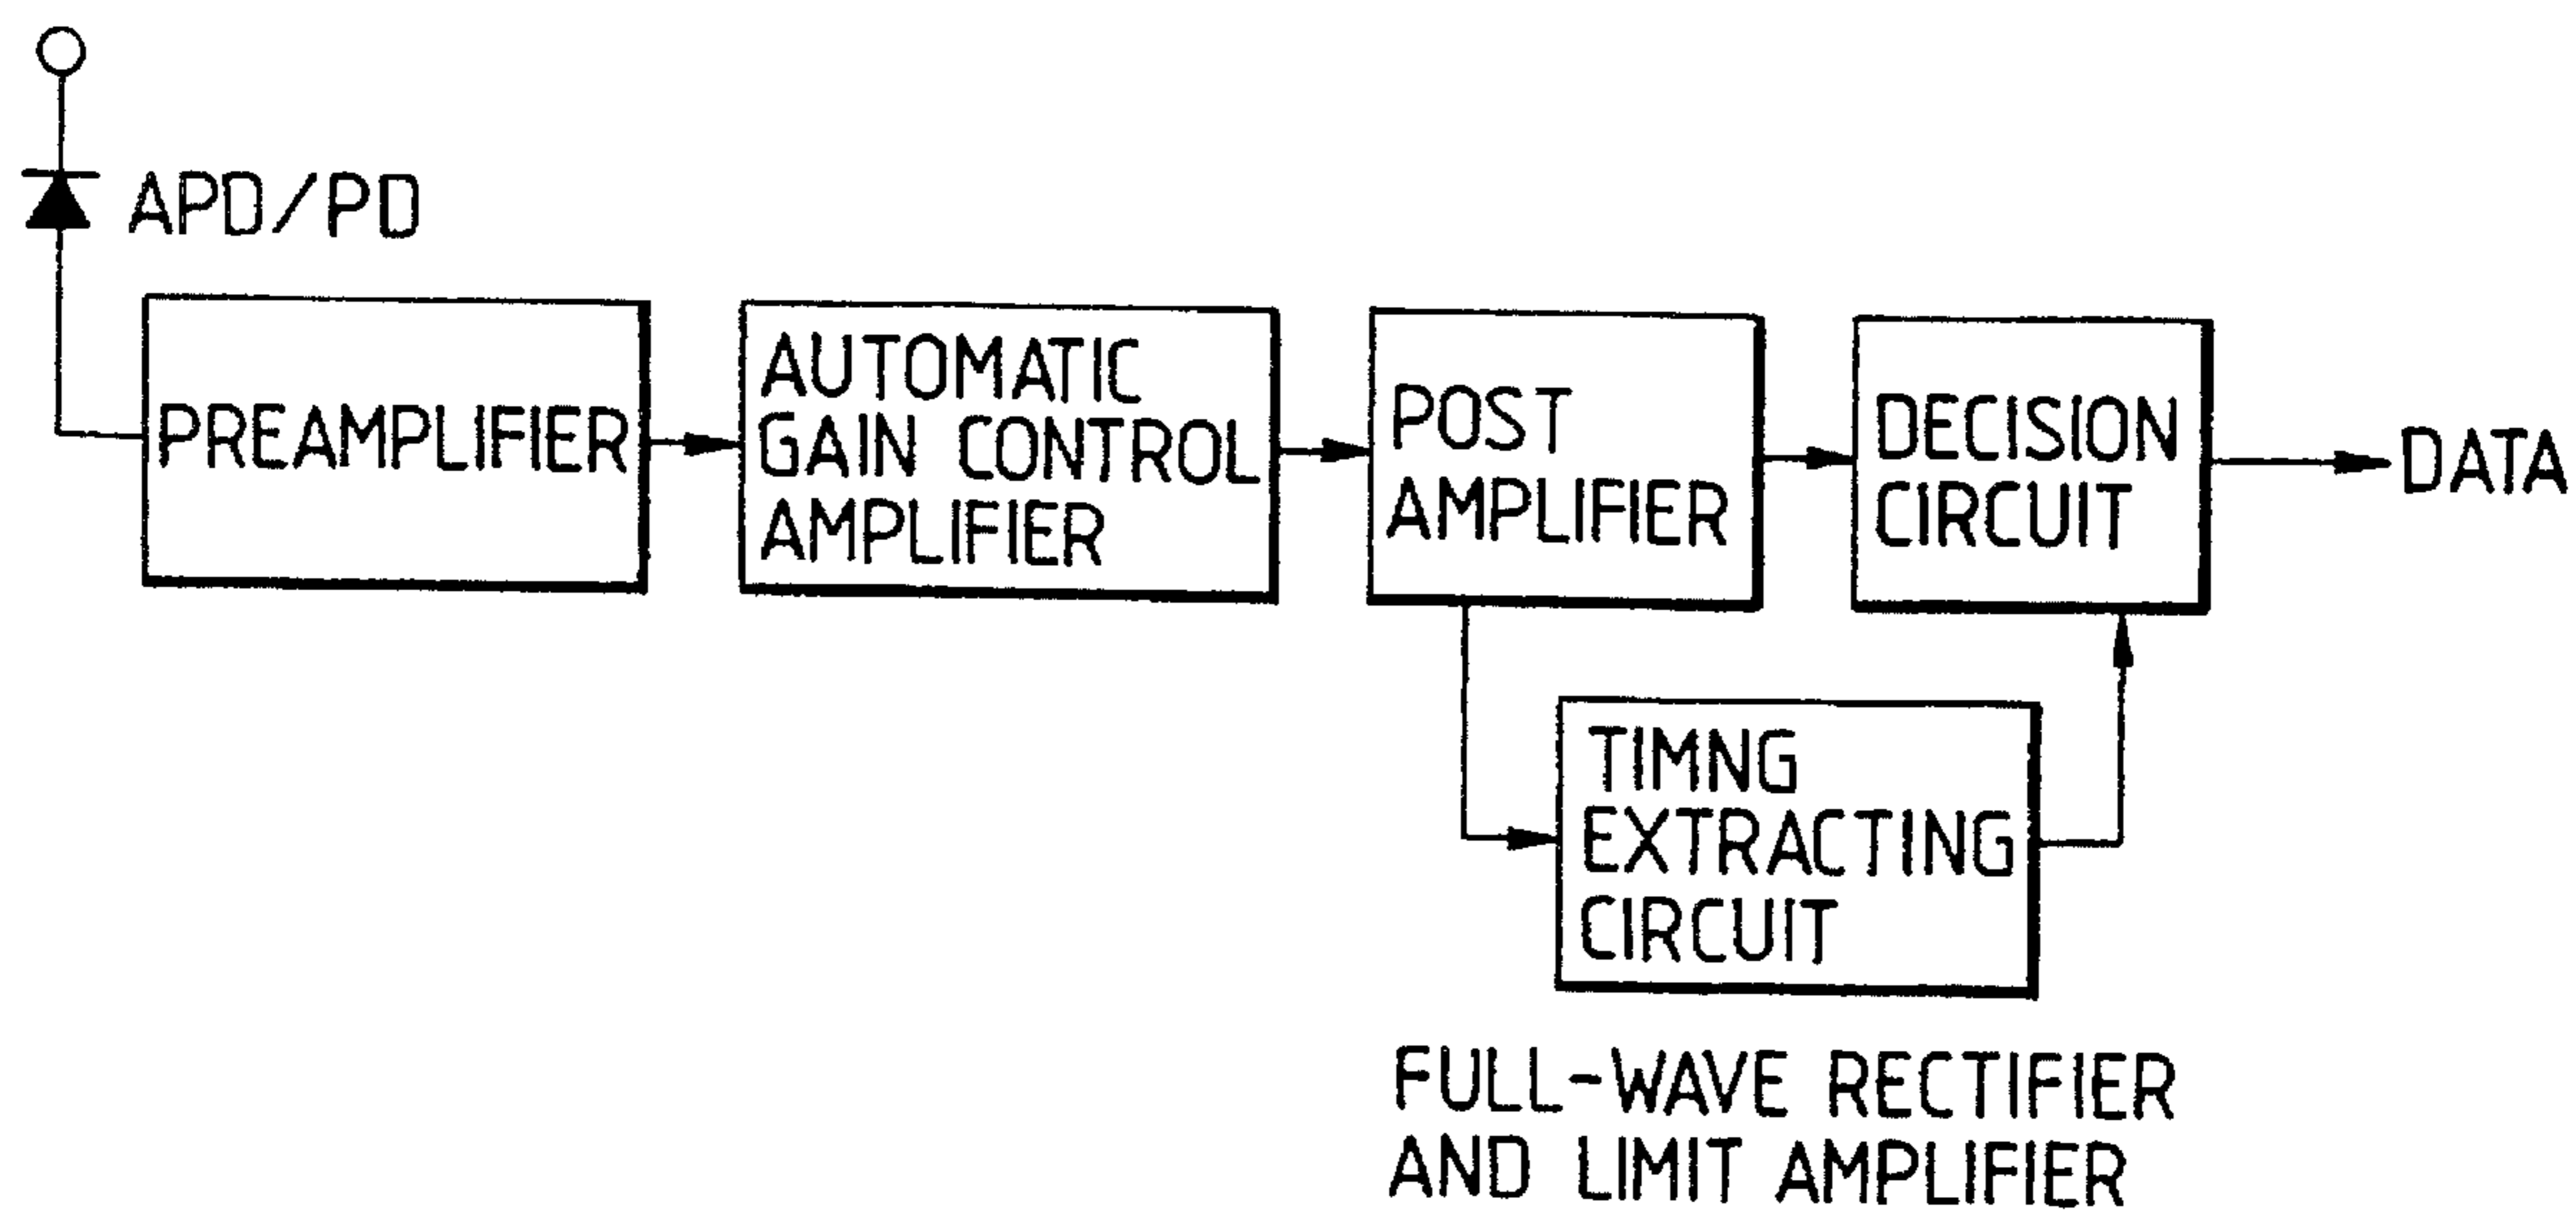 APD/PD
PREAMPLIFIER
AUTOMATIC
GAIN CONTROL
AMPLIFIER
POST
AMPLIFIER
DECISION
CIRCUIT
DATA
TIMNG
EXTRACTING
CIRCUIT
FULL-WAVE RECTIFIER
AND LIMIT AMPLIFIER